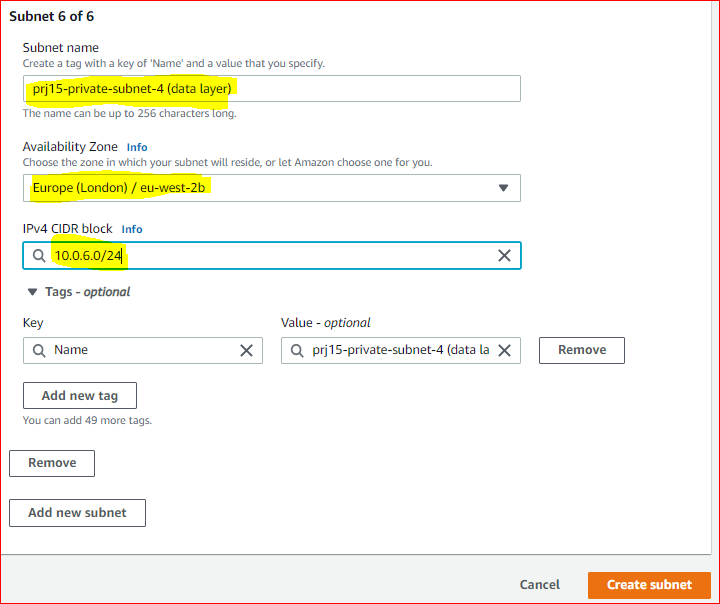 Subnet 6 of 6
Subnet name
Create a tag with a key of 'Name' and a value that you specify.
prj15-private-subnet-4 (data layer)
The name can be up to 256 characters long.
Availability Zone Info
Choose the zone in which your subnet will reside, or let Amazon choose one for you.
Europe (London) / eu-west-2b
IPv4 CIDR block Info
10.0.6.0/24
Tags - optional
Key Value - optional
Name prj15-private-subnet-4 (data la Remove
Add new tag
You can add 49 more tags.
Remove
Add new subnet
Cancel Create subnet